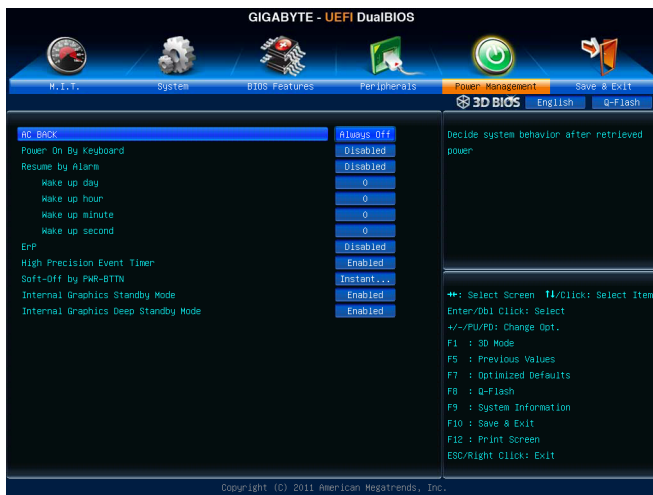 GIGABYTE - UEFI DualBIOS
M.I.T. System BIOS Features Peripherals Power Management Save & Exit
3D BIOS English Q-Flash
AC BACK Always Off
Power On By Keyboard Disabled
Resume by Alarm Disabled
Wake up day 0
Wake up hour 0
Wake up minute 0
Wake up second 0
ErP Disabled
High Precision Event Timer Enabled
Soft-Off by PWR-BTTN Instant...
Internal Graphics Standby Mode Enabled
Internal Graphics Deep Standby Mode Enabled
Decide system behavior after retrieved
power
↔: Select Screen ↑↓/Click: Select Item
Enter/Dbl Click: Select
+/-/PU/PD: Change Opt.
F1 : 3D Mode
F5 : Previous Values
F7 : Optimized Defaults
F8 : Q-Flash
F9 : System Information
F10 : Save & Exit
F12 : Print Screen
ESC/Right Click: Exit
Copyright (C) 2011 American Megatrends, Inc.